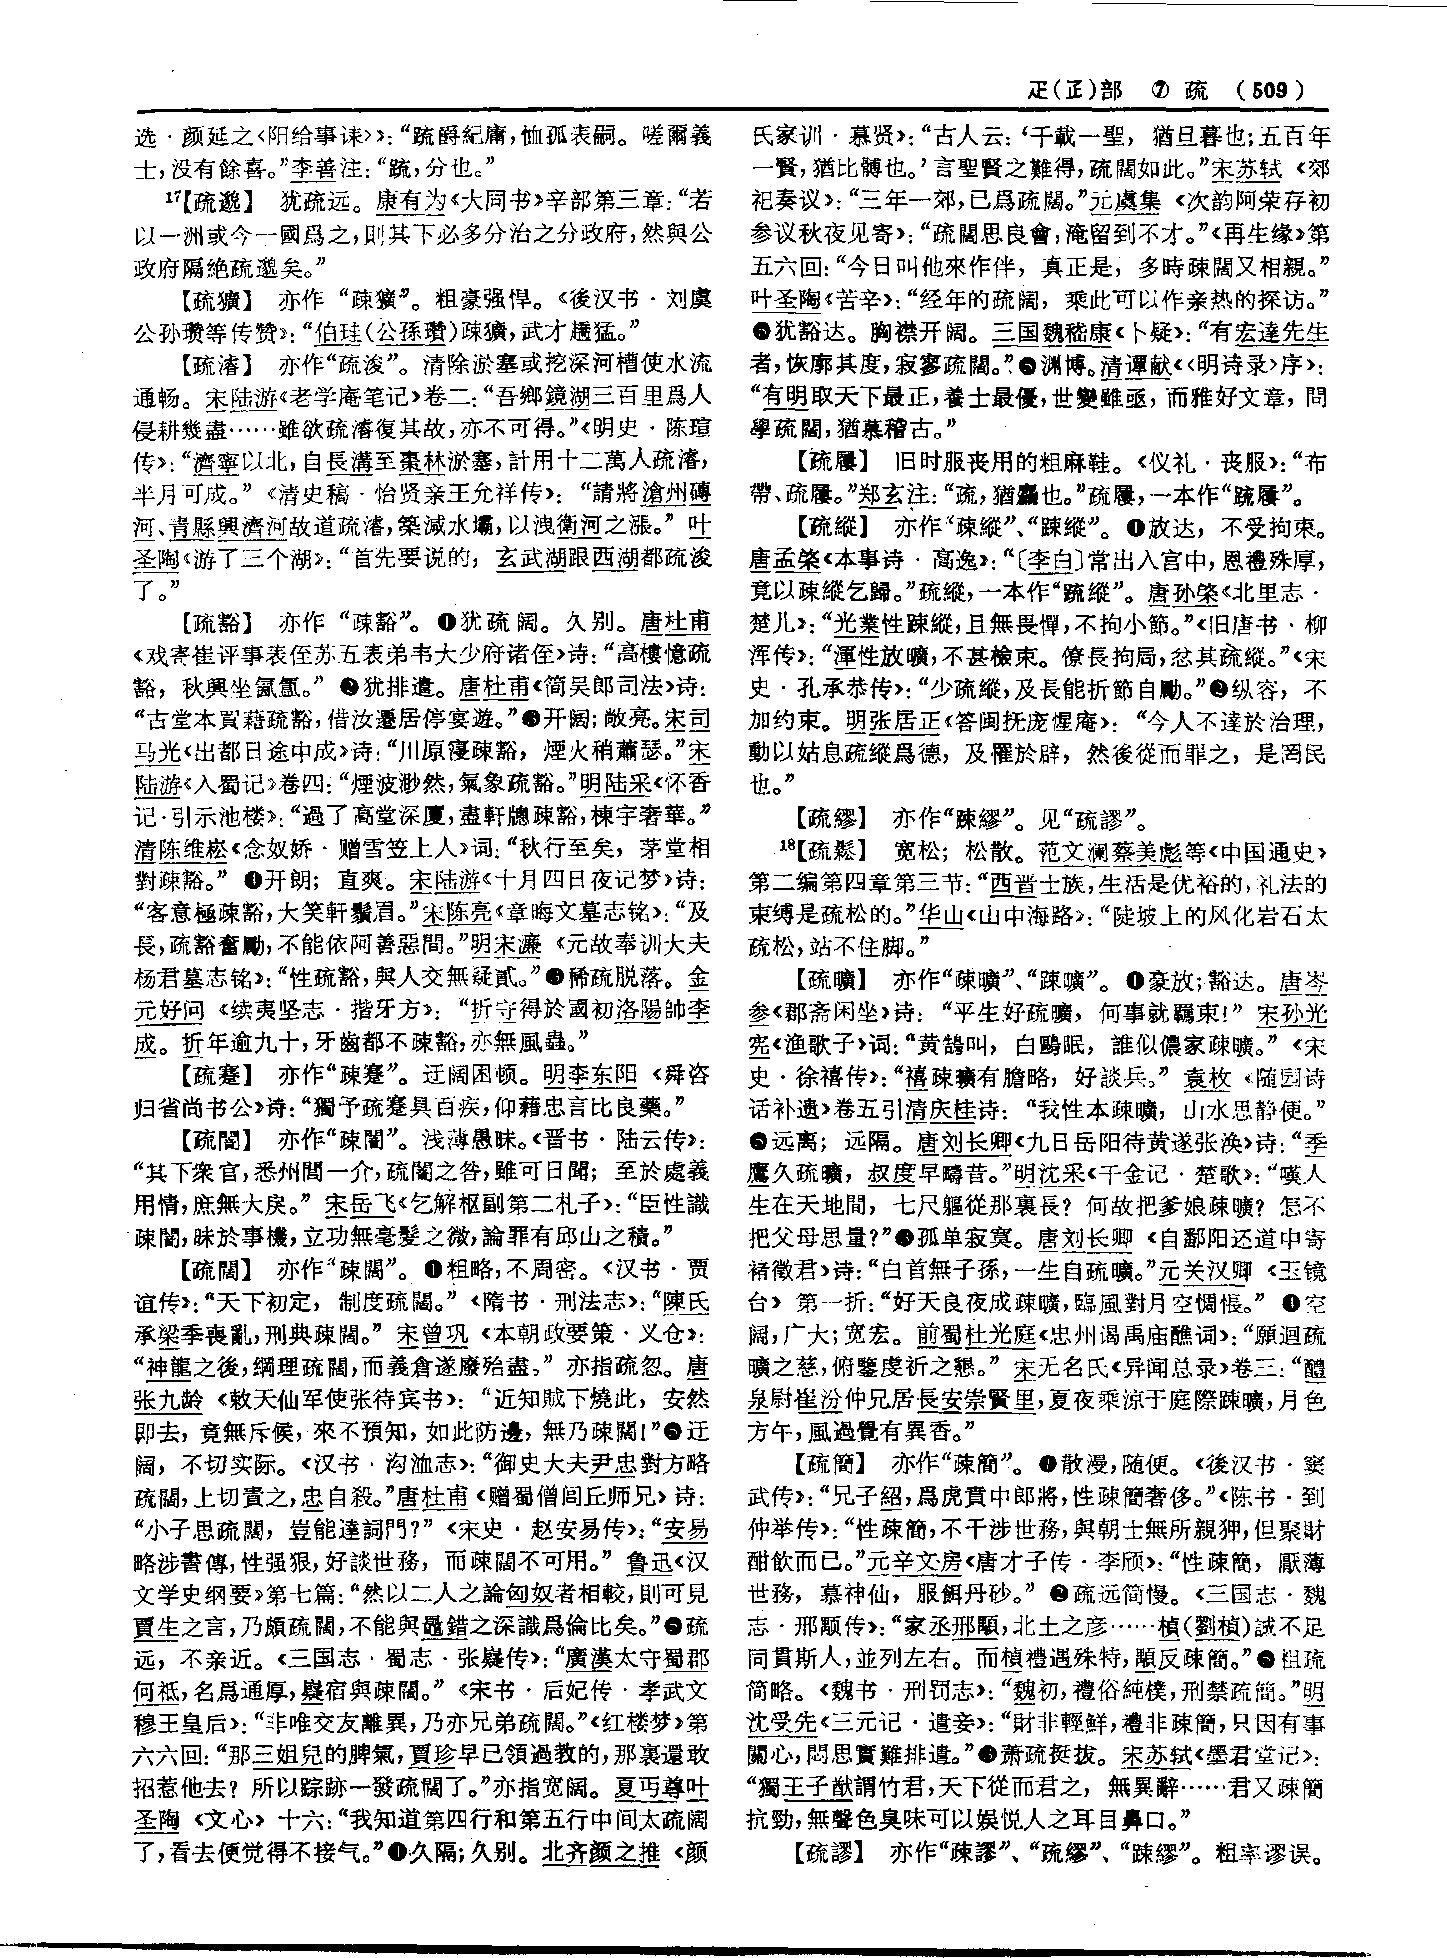 疋(𤴔)部 ⑦ 疏 (509)
选·颜延之〈阳给事诔〉》：“䟽爵紀庸，恤孤表嗣。嗟爾義
士，没有餘喜。”李善注：“䟽，分也。”
17【疏邈】 犹疏远。康有为《大同书》辛部第三章：“若
以一洲或今一國爲之，則其下必多分治之分政府，然與公
政府隔絶疏邈矣。”
【疏獷】 亦作“疎獷”。粗豪强悍。《後汉书·刘虞
公孙瓒等传赞》：“伯珪(公孫瓚)疎獷，武才趫猛。”
【疏濬】 亦作“疏浚”。清除淤塞或挖深河槽使水流
通畅。宋陆游《老学庵笔记》卷二：“吾鄉鏡湖三百里爲人
侵耕幾盡……雖欲疏濬復其故，亦不可得。”《明史·陈瑄
传》：“濟寧以北，自長溝至棗林淤塞，計用十二萬人疏濬，
半月可成。”《清史稿·怡贤亲王允祥传》：“請將滄州磚
河、青縣興濟河故道疏濬，築減水壩，以洩衛河之漲。”叶
圣陶《游了三个湖》：“首先要说的，玄武湖跟西湖都疏浚
了。”
【疏豁】 亦作“疎豁”。❶犹疏阔。久别。唐杜甫
《戏寄崔评事表侄苏五表弟韦大少府诸侄》诗：“高樓憶疏
豁，秋興坐氤氳。”❷犹排遣。唐杜甫《简吴郎司法》诗：
“古堂本買藉疏豁，借汝遷居停宴遊。”❸开阔；敞亮。宋司
马光《出都日途中成》诗：“川原寖疎豁，煙火稍蕭瑟。”宋
陆游《入蜀记》卷四：“煙波渺然，氣象疏豁。”明陆采《怀香
记·引示池楼》：“過了高堂深厦，盡軒牕疎豁，棟宇奢華。”
清陈维崧《念奴娇·赠雪笠上人》词：“秋行至矣，茅堂相
對疎豁。”❹开朗；直爽。宋陆游《十月四日夜记梦》诗：
“客意極疎豁，大笑軒鬚眉。”宋陈亮《章晦文墓志铭》：“及
長，疏豁奮勵，不能依阿善惡間。”明宋濂《元故奉训大夫
杨君墓志铭》：“性疏豁，與人交無疑貳。”❺稀疏脱落。金
元好问《续夷坚志·揩牙方》：“折守得於國初洛陽帥李
成。折年逾九十，牙齒都不疎豁，亦無風蟲。”
【疏蹇】 亦作“疎蹇”。迂阔困顿。明李东阳《舜咨
归省尚书公》诗：“獨予疏蹇具百疾，仰藉忠言比良藥。”
【疏闇】 亦作“疎闇”。浅薄愚昧。《晋书·陆云传》：
“其下衆官，悉州閭一介，疏闇之咎，雖可日聞；至於處義
用情，庶無大戾。”宋岳飞《乞解枢副第二札子》：“臣性識
疎闇，昧於事機，立功無毫髮之微，論罪有邱山之積。”
【疏闊】 亦作“疎闊”。❶粗略，不周密。《汉书·贾
谊传》：“天下初定，制度疏闊。”《隋书·刑法志》：“陳氏
承梁季喪亂，刑典疎闊。”宋曾巩《本朝政要策·义仓》：
“神龍之後，綱理疏闊，而義倉遂廢殆盡。”亦指疏忽。唐
张九龄《敕天仙军使张待宾书》：“近知賊下燒此，安然
即去，竟無斥候，來不預知，如此防邊，無乃疎闊！”❷迂
阔，不切实际。《汉书·沟洫志》：“御史大夫尹忠對方略
疏闊，上切責之，忠自殺。”唐杜甫《赠蜀僧闾丘师兄》诗：
“小子思疏闊，豈能達詞門？”《宋史·赵安易传》：“安易
略涉書傳，性强狠，好談世務，而疎闊不可用。”鲁迅《汉
文学史纲要》第七篇：“然以二人之論匈奴者相較，則可見
賈生之言，乃頗疏闊，不能與鼂錯之深識爲倫比矣。”❸疏
远，不亲近。《三国志·蜀志·张嶷传》：“廣漢太守蜀郡
何祗，名爲通厚，嶷宿與疎闊。”《宋书·后妃传·孝武文
穆王皇后》：“非唯交友離異，乃亦兄弟疏闊。”《红楼梦》第
六六回：“那三姐兒的脾氣，賈珍早已領過教的，那裏還敢
招惹他去？所以踪跡一發疏闊了。”亦指宽阔。夏丏尊叶
圣陶《文心》十六：“我知道第四行和第五行中间太疏阔
了，看去便觉得不接气。”❹久隔；久别。北齐颜之推《颜
氏家训·慕贤》：“古人云：‘千載一聖，猶旦暮也；五百年
一賢，猶比髆也。’言聖賢之難得，疏闊如此。”宋苏轼《郊
祀奏议》：“三年一郊，已爲疏闊。”元虞集《次韵阿荣存初
参议秋夜见寄》：“疏闊思良會，淹留到不才。”《再生缘》第
五六回：“今日叫他來作伴，真正是，多時疎闊又相親。”
叶圣陶《苦辛》：“经年的疏阔，乘此可以作亲热的探访。”
❺犹豁达。胸襟开阔。三国魏嵇康《卜疑》：“有宏達先生
者，恢廓其度，寂寥疏闊。”❻渊博。清谭献《〈明诗录〉序》：
“有明取天下最正，養士最優，世變雖亟，而雅好文章，問
學疏闊，猶慕稽古。”
【疏屨】 旧时服丧用的粗麻鞋。《仪礼·丧服》：“布
帶、疏屨。”郑玄注：“疏，猶麤也。”疏屨，一本作“䟽屨”。
【疏縱】 亦作“疎縱”、“踈縱”。❶放达，不受拘束。
唐孟棨《本事诗·高逸》：“〔李白〕常出入宫中，恩禮殊厚，
竟以疎縱乞歸。”疏縱，一本作“䟽縱”。唐孙棨《北里志·
楚儿》：“光業性踈縱，且無畏憚，不拘小節。”《旧唐书·柳
浑传》：“渾性放曠，不甚檢束。僚長拘局，忿其疏縱。”《宋
史·孔承恭传》：“少疏縱，及長能折節自勵。”❷纵容，不
加约束。明张居正《答闽抚庞惺庵》：“今人不達於治理，
動以姑息疏縱爲德，及罹於辟，然後從而罪之，是罔民
也。”
【疏繆】 亦作“踈繆”。见“疏謬”。
18【疏鬆】 宽松；松散。范文澜蔡美彪等《中国通史》
第二编第四章第三节：“西晋士族，生活是优裕的，礼法的
束缚是疏松的。”华山《山中海路》：“陡坡上的风化岩石太
疏松，站不住脚。”
【疏曠】 亦作“疎曠”、“踈曠”。❶豪放；豁达。唐岑
参《郡斋闲坐》诗：“平生好疏曠，何事就羈束！”宋孙光
宪《渔歌子》词：“黄鵠叫，白鷗眠，誰似儂家疎曠。”《宋
史·徐禧传》：“禧疎曠有膽略，好談兵。”袁枚《随园诗
话补遗》卷五引清庆桂诗：“我性本疎曠，山水思静便。”
❷远离；远隔。唐刘长卿《九日岳阳待黄遂张涣》诗：“季
鷹久疏曠，叔度早疇昔。”明沈采《千金记·楚歌》：“嘆人
生在天地間，七尺軀從那裏長？何故把爹娘疎曠？怎不
把父母思量？”❸孤单寂寞。唐刘长卿《自鄱阳还道中寄
褚徵君》诗：“白首無子孫，一生自疏曠。”元关汉卿《玉镜
台》第一折：“好天良夜成疎曠，臨風對月空惆悵。”❹空
阔，广大；宽宏。前蜀杜光庭《忠州谒禹庙醮词》：“願迴疏
曠之慈，俯鑒虔祈之懇。”宋无名氏《异闻总录》卷三：“醴
泉尉崔汾仲兄居長安崇賢里，夏夜乘涼于庭際踈曠，月色
方午，風過覺有異香。”
【疏簡】 亦作“疎簡”。❶散漫，随便。《後汉书·窦
武传》：“兄子紹，爲虎賁中郎將，性疎簡奢侈。”《陈书·到
仲举传》：“性疎簡，不干涉世務，與朝士無所親狎，但聚財
酣飲而已。”元辛文房《唐才子传·李颀》：“性疎簡，厭薄
世務，慕神仙，服餌丹砂。”❷疏远简慢。《三国志·魏
志·邢颙传》：“家丞邢顒，北土之彦……楨(劉楨)誠不足
同貫斯人，並列左右。而楨禮遇殊特，顒反疎簡。”❸粗疏
简略。《魏书·刑罚志》：“魏初，禮俗純樸，刑禁疏簡。”明
沈受先《三元记·遣妾》：“財非輕鮮，禮非疎簡，只因有事
關心，悶思實難排遣。”❹萧疏挺拔。宋苏轼《墨君堂记》：
“獨王子猷謂竹君，天下從而君之，無異辭……君又疎簡
抗勁，無聲色臭味可以娱悦人之耳目鼻口。”
【疏謬】 亦作“疎謬”、“疏繆”、“踈繆”。粗率谬误。